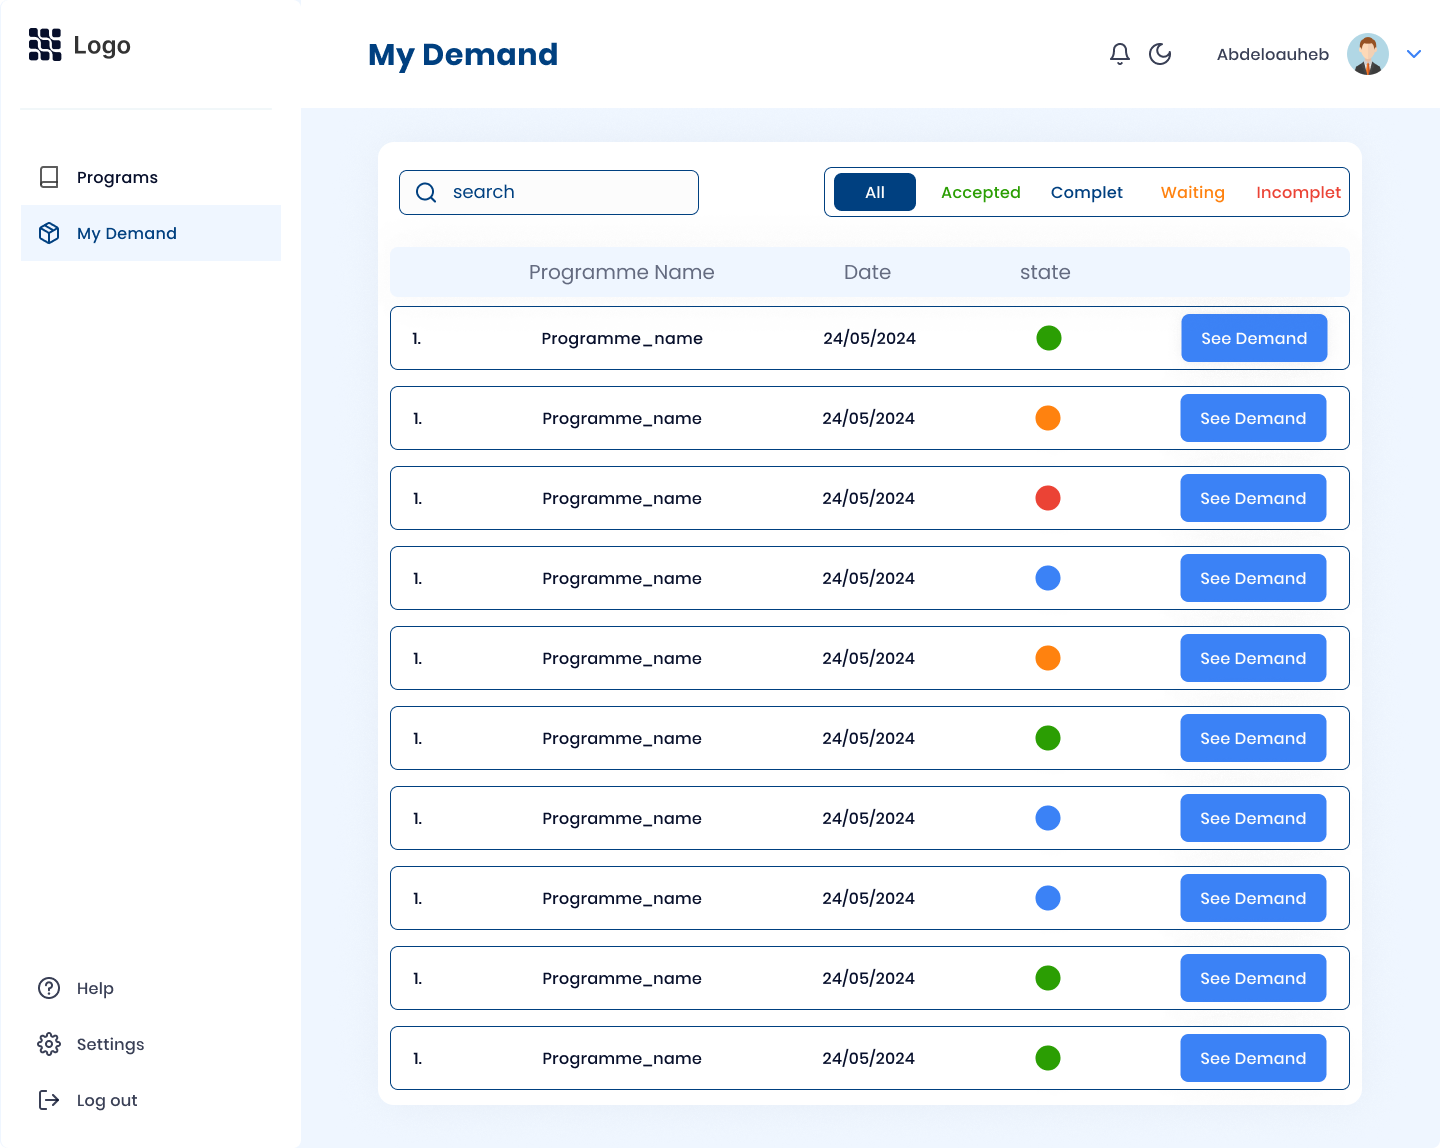 Logo
My Demand
Abdeloauheb
Programs
My Demand
search
All Accepted Complet Waiting Incomplet
Programme Name Date state
1. Programme_name 24/05/2024 See Demand
1. Programme_name 24/05/2024 See Demand
1. Programme_name 24/05/2024 See Demand
1. Programme_name 24/05/2024 See Demand
1. Programme_name 24/05/2024 See Demand
1. Programme_name 24/05/2024 See Demand
1. Programme_name 24/05/2024 See Demand
1. Programme_name 24/05/2024 See Demand
1. Programme_name 24/05/2024 See Demand
1. Programme_name 24/05/2024 See Demand
Help
Settings
Log out